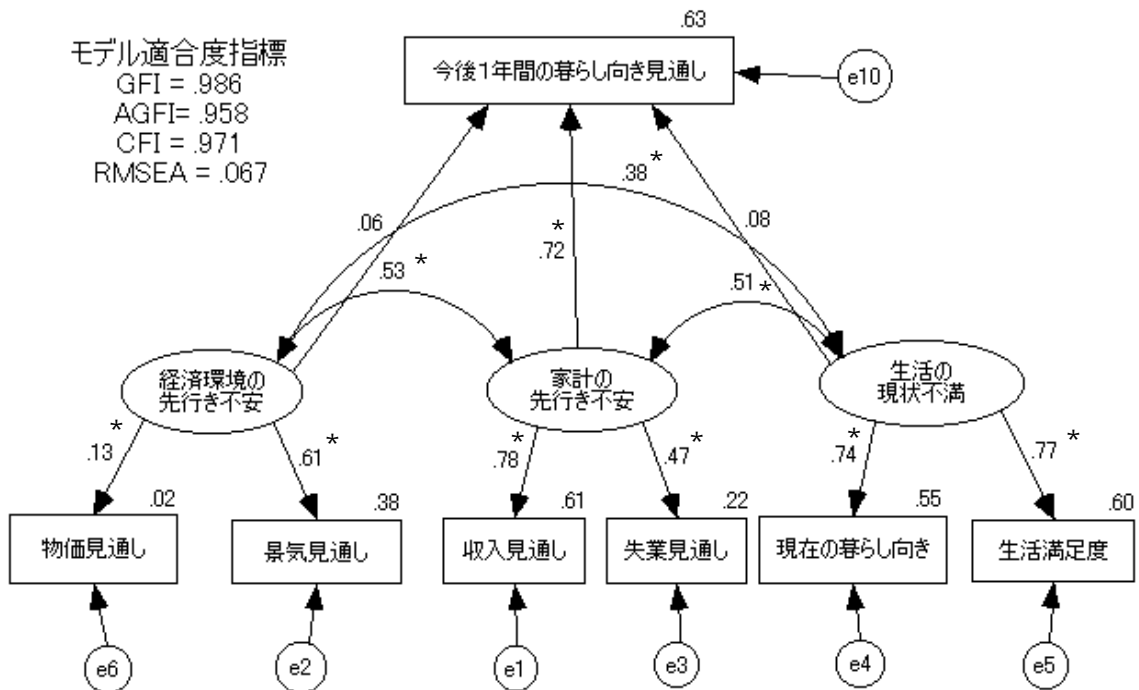 .63
モデル適合度指標
GFI = .986
AGFI= .958
CFI = .971
RMSEA = .067
今後1年間の暮らし向き見通し
e10
.38 *
.06
*
.72
.08
.53 *
.51 *
経済環境の
先行き不安
家計の
先行き不安
生活の
現状不満
.13 *
.61 *
.78 *
.47 *
.74 *
.77 *
.02
.38
.61
.22
.55
.60
物価見通し
景気見通し
収入見通し
失業見通し
現在の暮らし向き
生活満足度
e6
e2
e1
e3
e4
e5